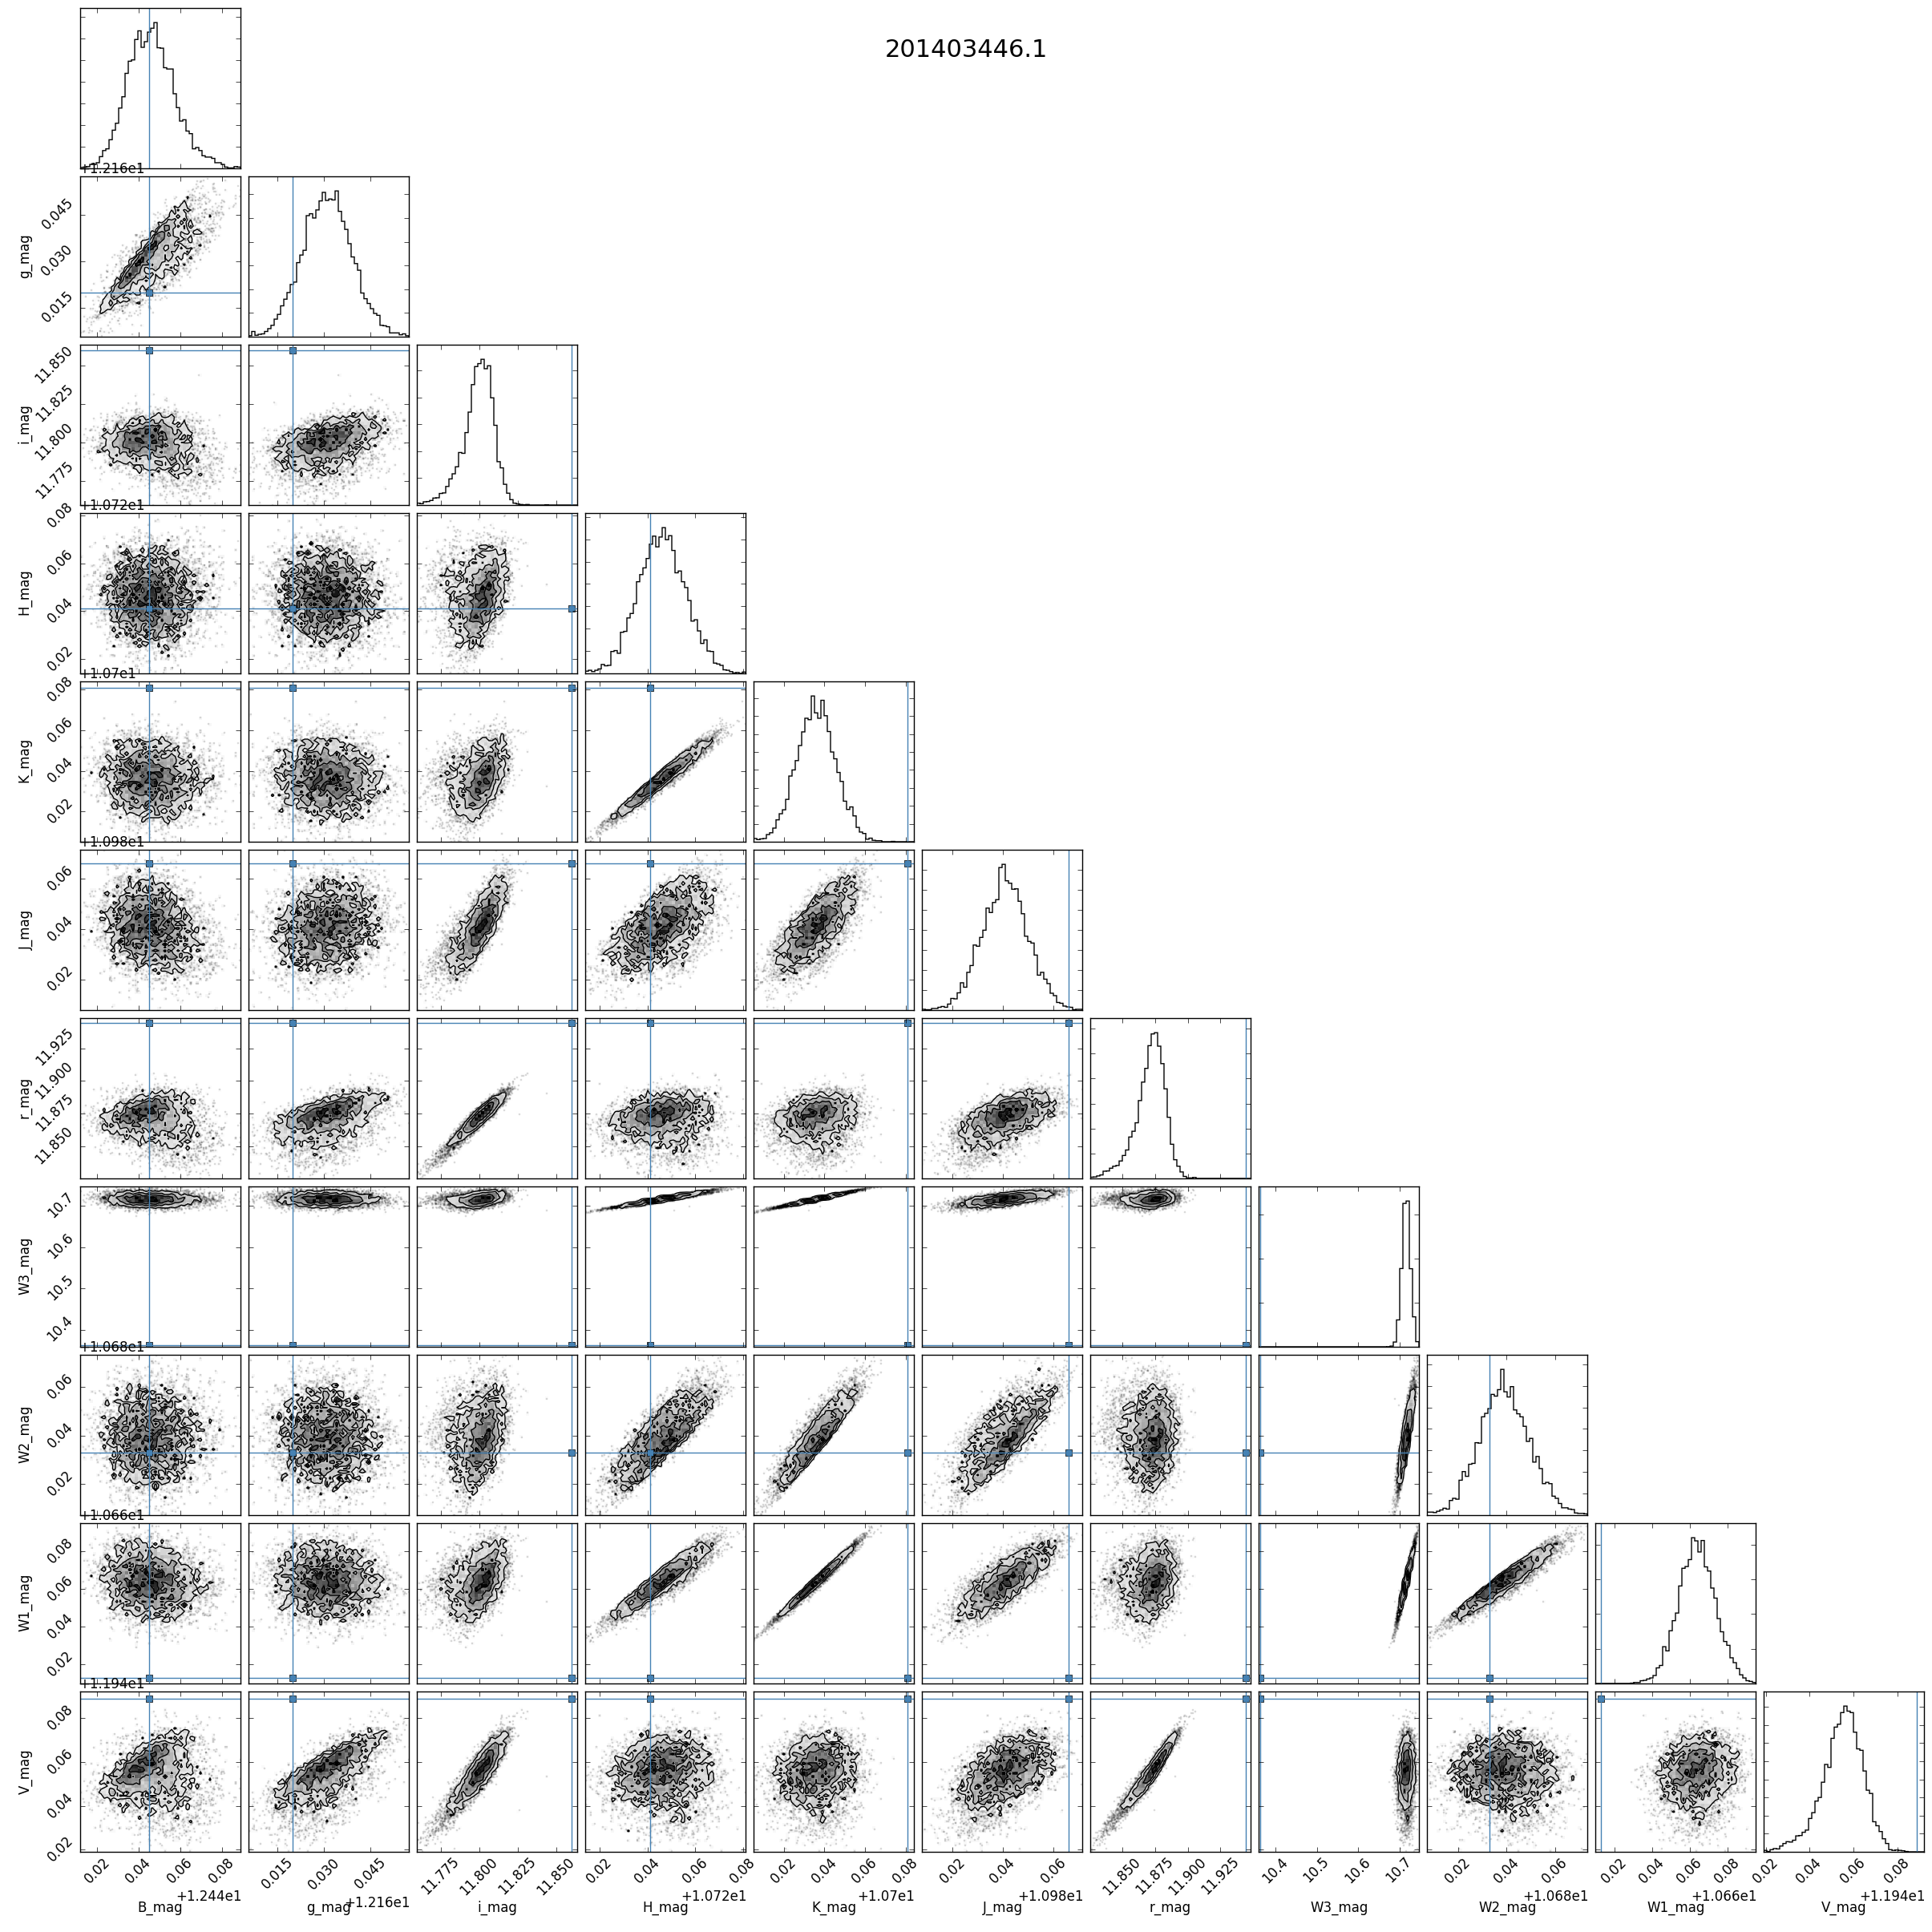 201403446.1
+1.216e1
0.045
0.030
0.015
g_mag
11.850
11.825
11.800
11.775
i_mag
+1.072e1
0.08
0.06
0.04
0.02
H_mag
+1.07e1
0.08
0.06
0.04
0.02
K_mag
+1.098e1
0.06
0.04
0.02
J_mag
11.925
11.900
11.875
11.850
r_mag
10.7
10.6
10.5
10.4
W3_mag
+1.068e1
0.06
0.04
0.02
W2_mag
+1.066e1
0.08
0.06
0.04
0.02
W1_mag
+1.194e1
0.08
0.06
0.04
0.02
V_mag
0.02 0.04 0.06 0.08 0.015 0.030 0.045 11.775 11.800 11.825 11.850 0.02 0.04 0.06 0.08 0.02 0.04 0.06 0.08 0.02 0.04 0.06 11.850 11.875 11.900 11.925 10.4 10.5 10.6 10.7 0.02 0.04 0.06 0.02 0.04 0.06 0.08 0.02 0.04 0.06 0.08
+1.244e1 +1.216e1 +1.072e1 +1.07e1 +1.098e1 +1.068e1 +1.066e1 +1.194e1
B_mag g_mag i_mag H_mag K_mag J_mag r_mag W3_mag W2_mag W1_mag V_mag